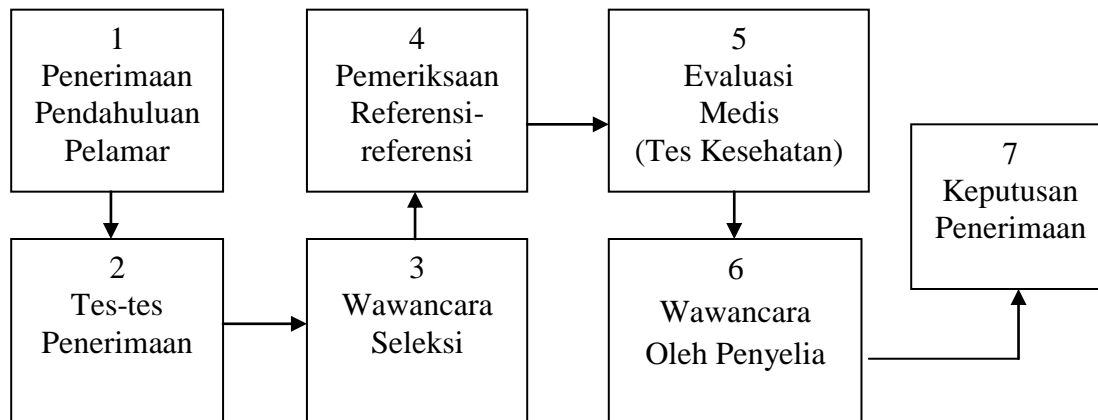 1
Penerimaan
Pendahuluan
Pelamar
2
Tes-tes
Penerimaan
3
Wawancara
Seleksi
4
Pemeriksaan
Referensi-
referensi
5
Evaluasi
Medis
(Tes Kesehatan)
6
Wawancara
Oleh Penyelia
7
Keputusan
Penerimaan